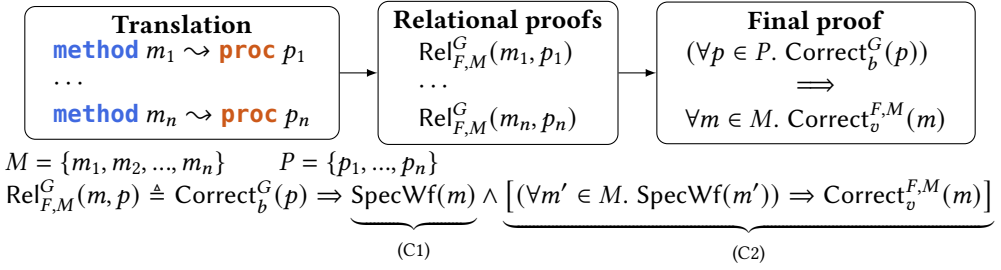 Translation
method m₁ ⤳ proc p₁
...
method mₙ ⤳ proc pₙ
Relational proofs
Rel^G_{F,M}(m₁, p₁)
...
Rel^G_{F,M}(mₙ, pₙ)
Final proof
(∀p ∈ P. Correct^G_b(p))
⟹
∀m ∈ M. Correct^{F,M}_v(m)
M = {m₁, m₂, ..., mₙ} P = {p₁, ..., pₙ}
Rel^G_{F,M}(m, p) ≜ Correct^G_b(p) ⇒ SpecWf(m) ∧ [(∀m′ ∈ M. SpecWf(m′)) ⇒ Correct^{F,M}_v(m)]
(C1) (C2)